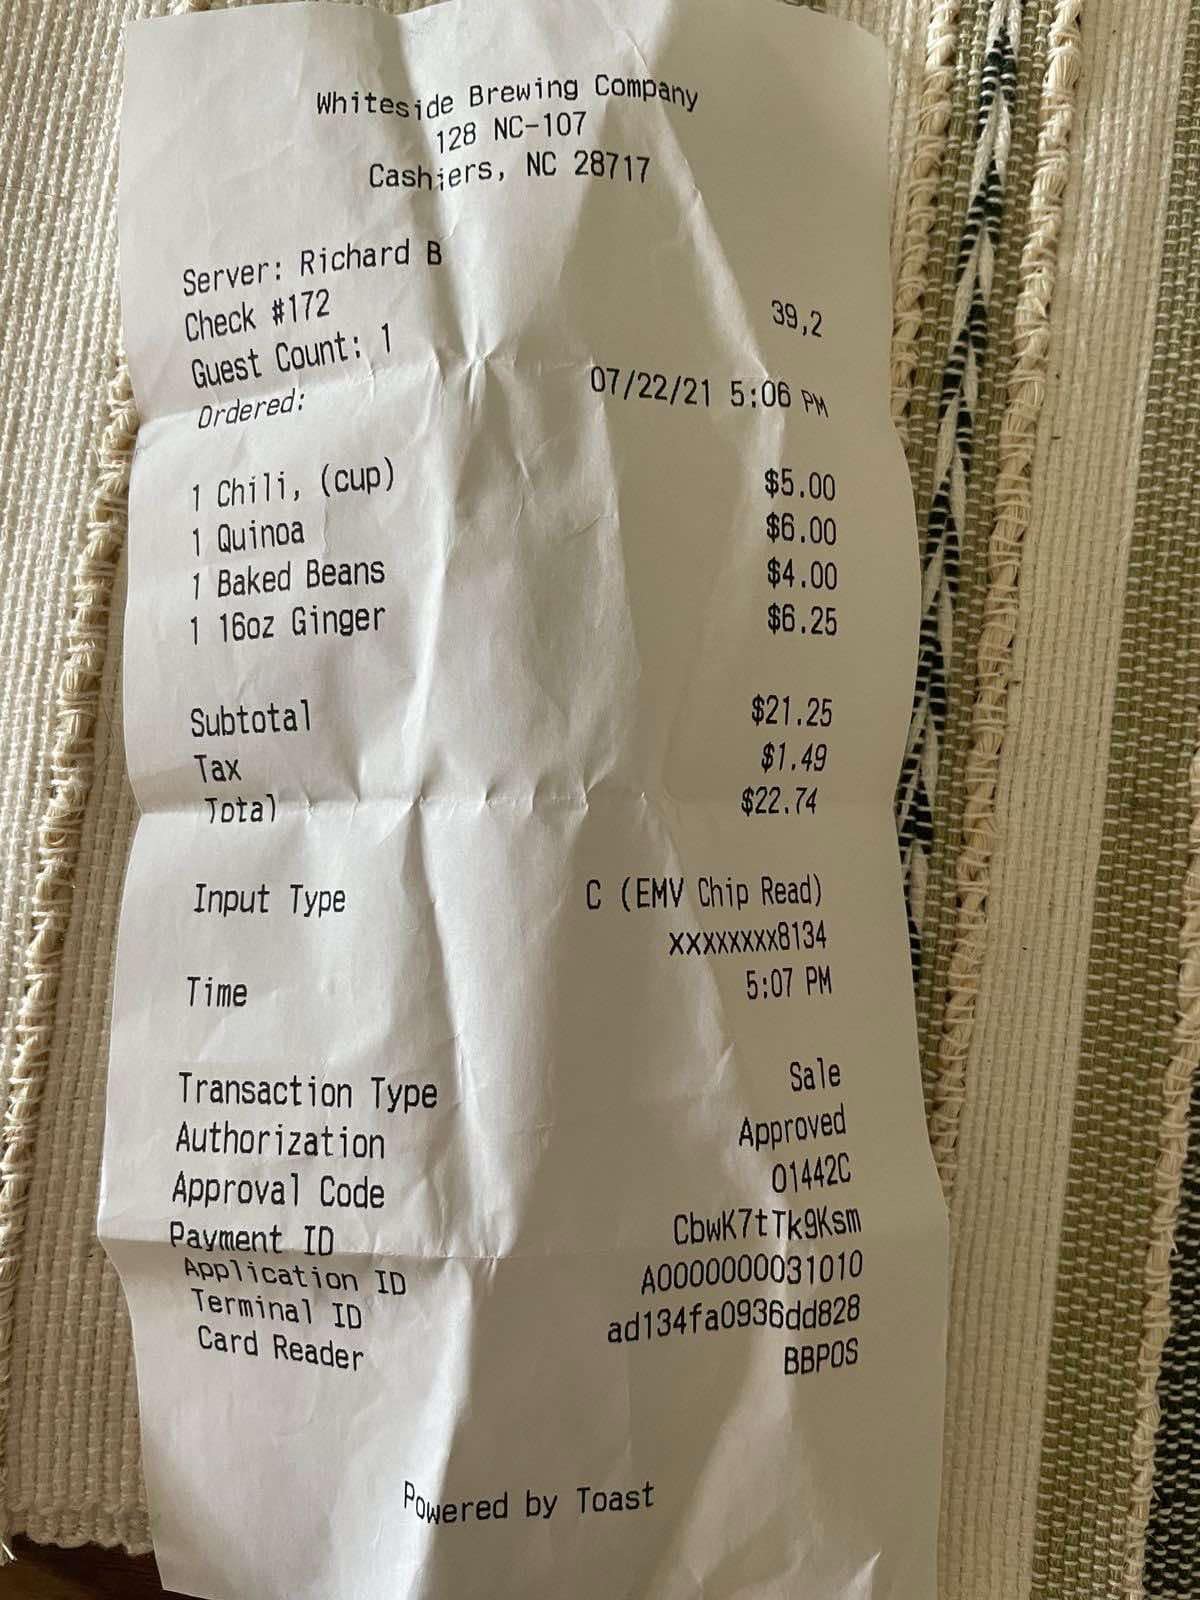 Whiteside Brewing Company
128 NC-107
Cashiers, NC 28717
Server: Richard B
Check #172 39,2
Guest Count: 1
Ordered: 07/22/21 5:06 PM
1 Chili, (cup) $5.00
1 Quinoa $6.00
1 Baked Beans $4.00
1 16oz Ginger $6.25
Subtotal $21.25
Tax $1.49
Total $22.74
Input Type C (EMV Chip Read)
xxxxxxxx8134
Time 5:07 PM
Transaction Type Sale
Authorization Approved
Approval Code 01442C
Payment ID CbwK7tTk9Ksm
Application ID A0000000031010
Terminal ID ad134fa0936dd828
Card Reader BBPOS
Powered by Toast